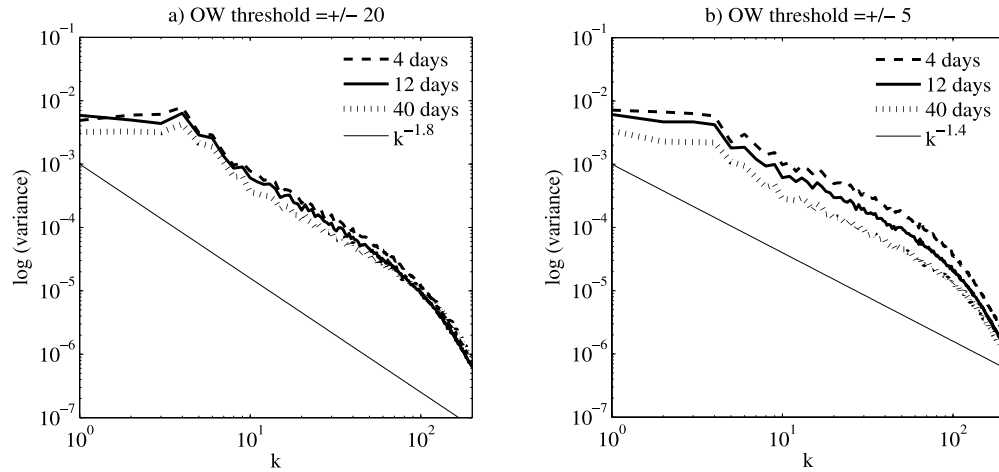 a) OW threshold =+/− 20
10^{-1}
10^{-2}
10^{-3}
10^{-4}
10^{-5}
10^{-6}
10^{-7}
log (variance)
4 days
12 days
40 days
k^{-1.8}
10^{0}
10^{1}
10^{2}
k
b) OW threshold =+/− 5
10^{-1}
10^{-2}
10^{-3}
10^{-4}
10^{-5}
10^{-6}
10^{-7}
log (variance)
4 days
12 days
40 days
k^{-1.4}
10^{0}
10^{1}
10^{2}
k